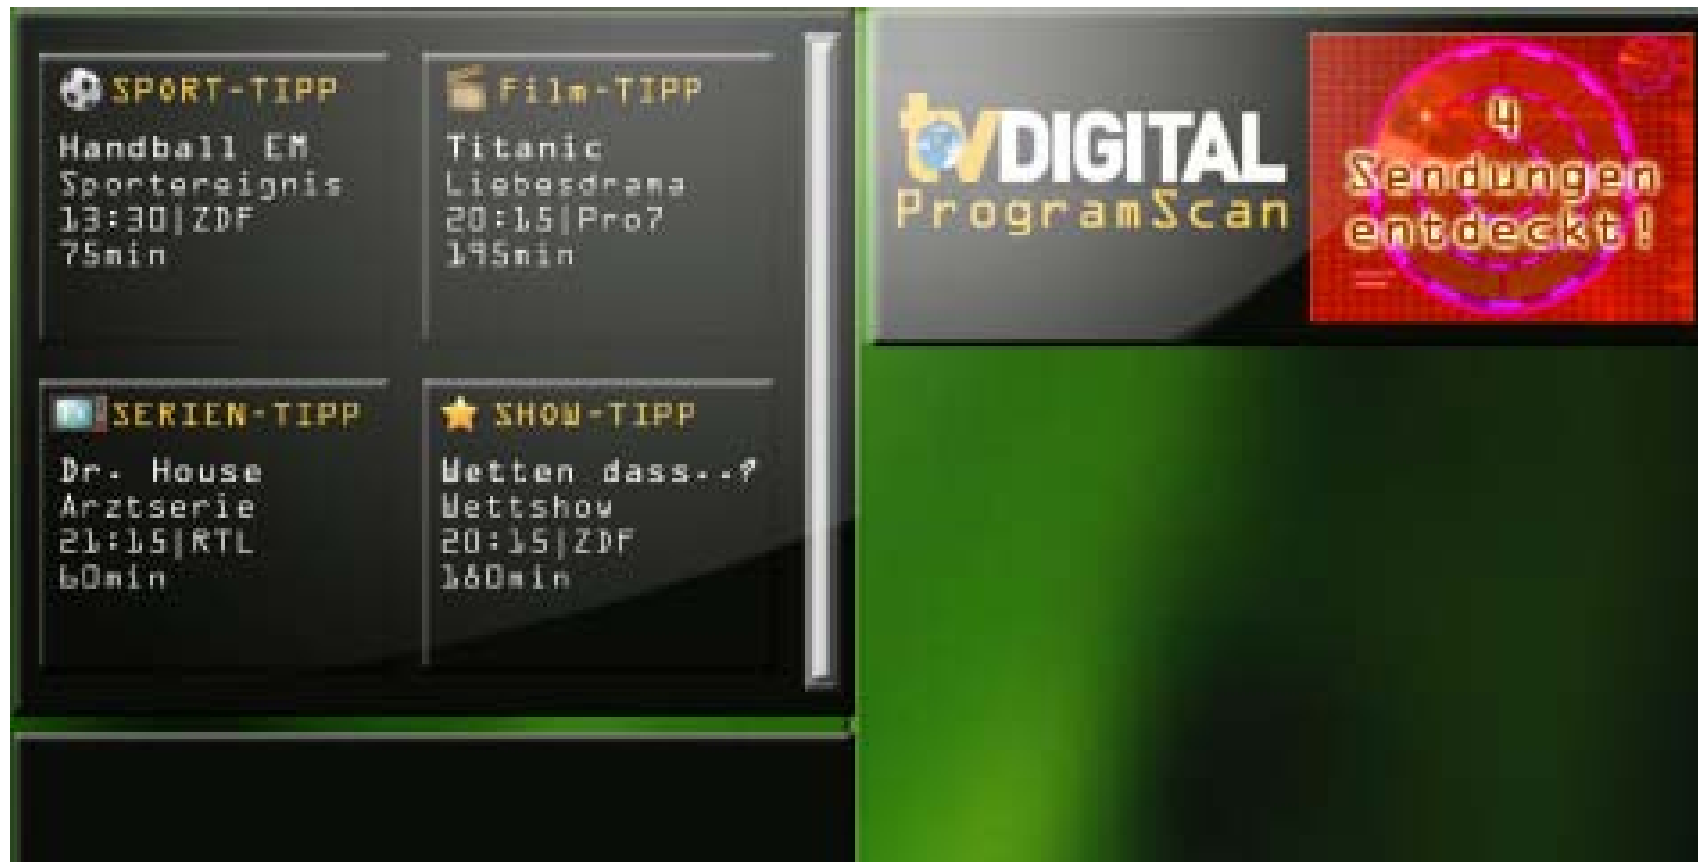 SPORT-TIPP
Handball EM
Sportereignis
13:30|ZDF
75min
Film-TIPP
Titanic
Liebesdrama
20:15|Pro7
195min
SERIEN-TIPP
Dr. House
Arztserie
21:15|RTL
60min
SHOW-TIPP
Wetten dass..?
Wettshow
20:15|ZDF
180min
tvDIGITAL
ProgramScan
4
Sendungen
entdeckt!